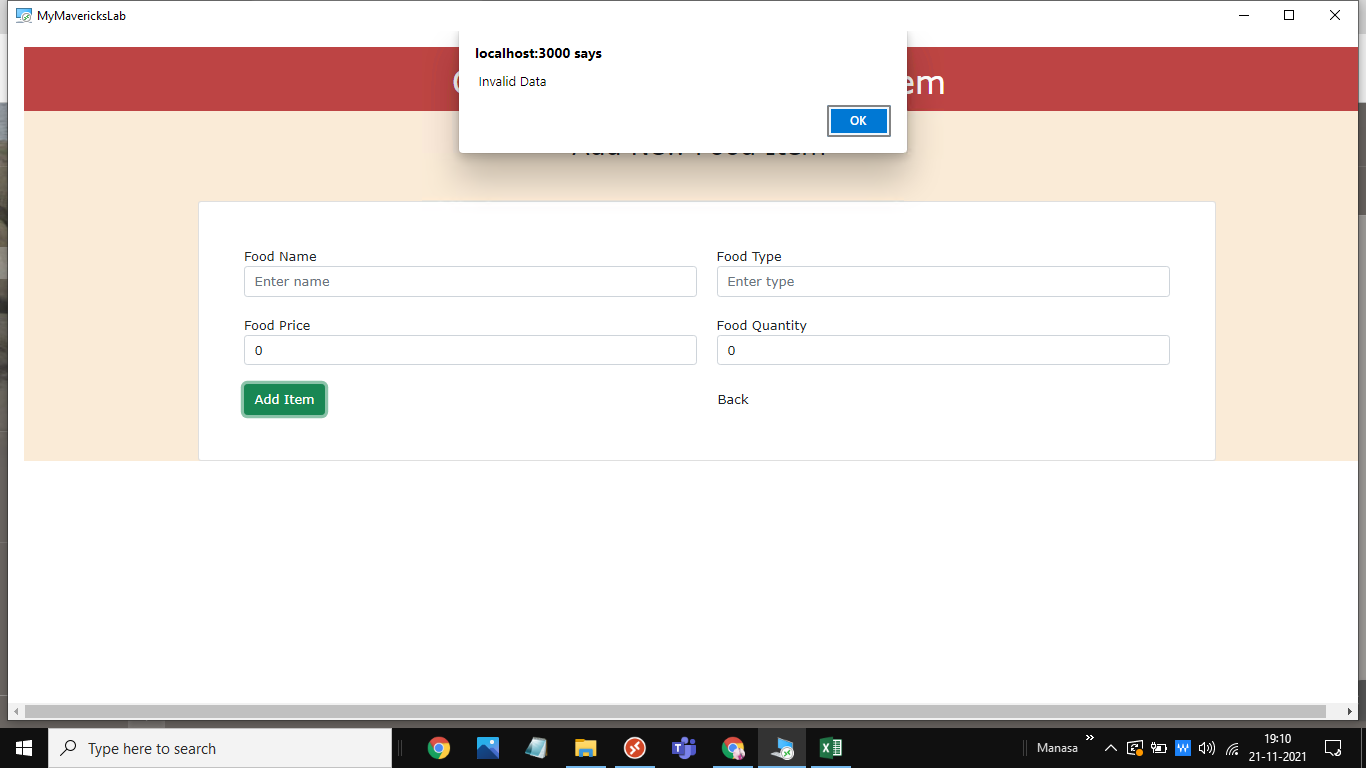 MyMavericksLab
localhost:3000 says
Invalid Data
OK
em
Food Name
Food Type
Enter name
Enter type
Food Price
Food Quantity
0
0
Add Item
Back
Type here to search
Manasa
19:10
21-11-2021